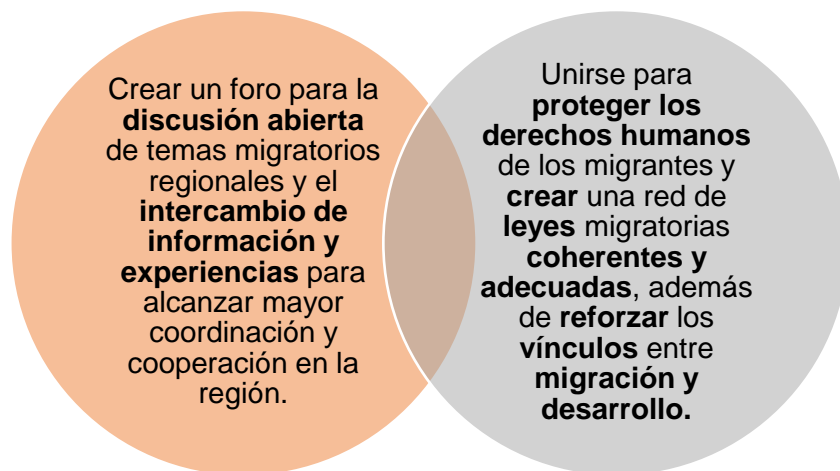 Crear un foro para la
discusión abierta
de temas migratorios
regionales y el
intercambio de
información y
experiencias para
alcanzar mayor
coordinación y
cooperación en la
región.
Unirse para
proteger los
derechos humanos
de los migrantes y
crear una red de
leyes migratorias
coherentes y
adecuadas, además
de reforzar los
vínculos entre
migración y
desarrollo.